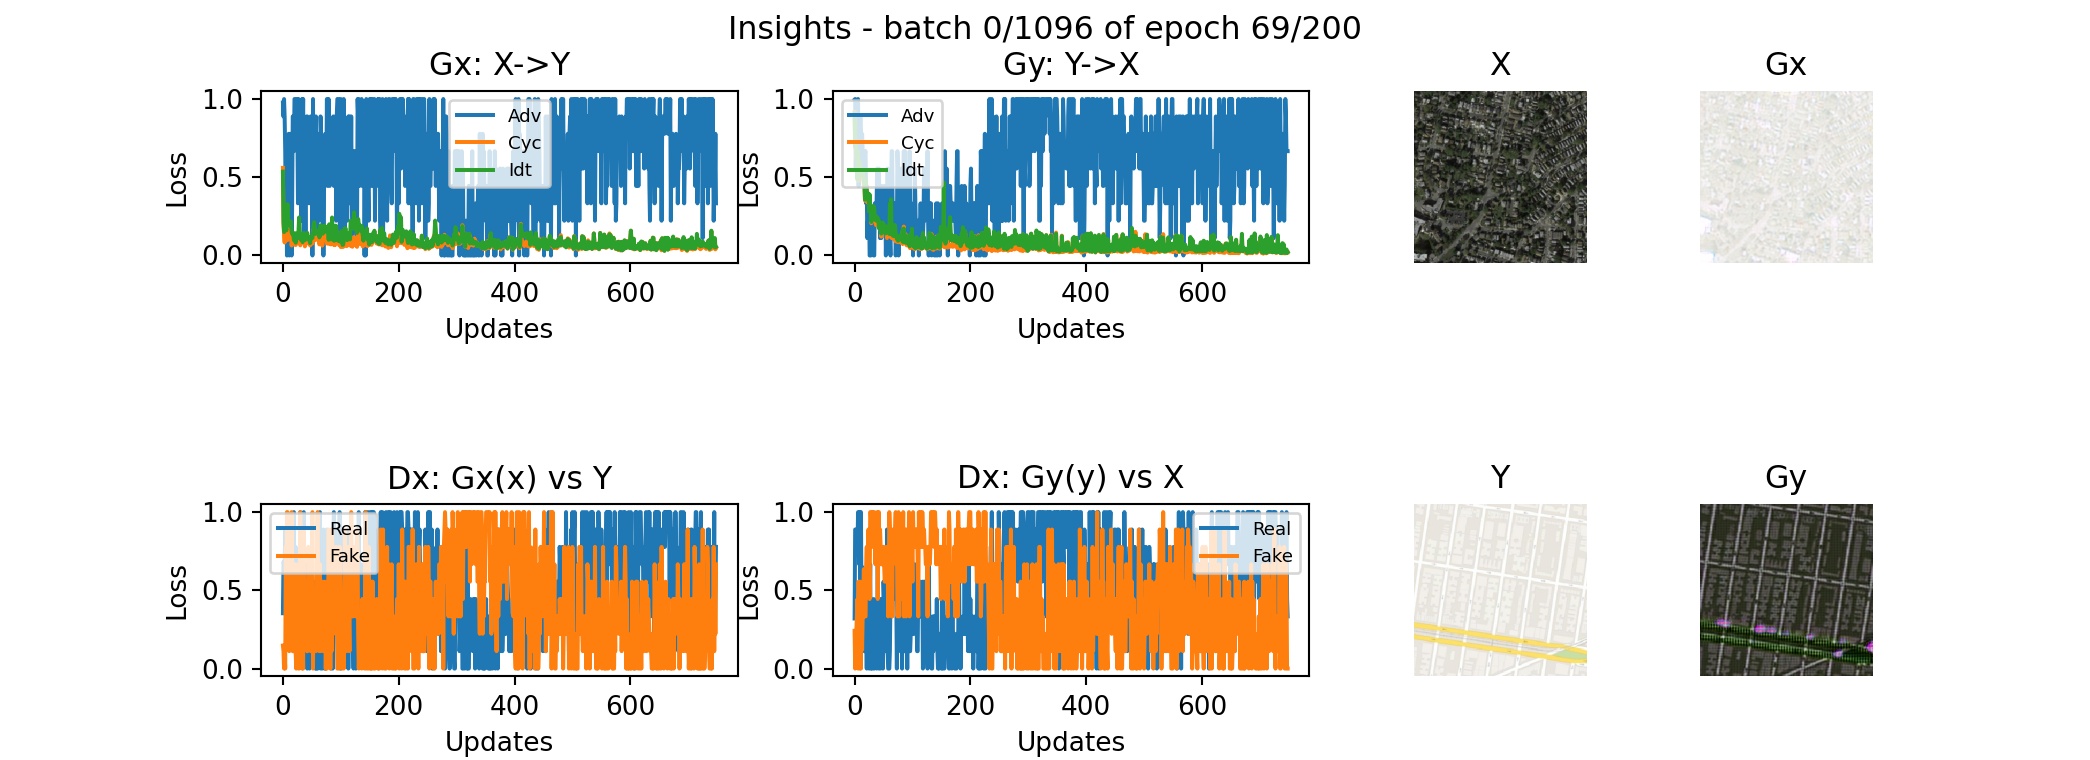 Insights - batch 0/1096 of epoch 69/200
Gx: X->Y
Gy: Y->X
X
Gx
1.0
0.5
0.0
Loss
Adv
Cyc
Idt
0
200
400
600
Updates
1.0
0.5
0.0
Loss
Adv
Cyc
Idt
0
200
400
600
Updates
Dx: Gx(x) vs Y
Dx: Gy(y) vs X
Y
Gy
1.0
0.5
0.0
Loss
Real
Fake
0
200
400
600
Updates
1.0
0.5
0.0
Loss
Real
Fake
0
200
400
600
Updates